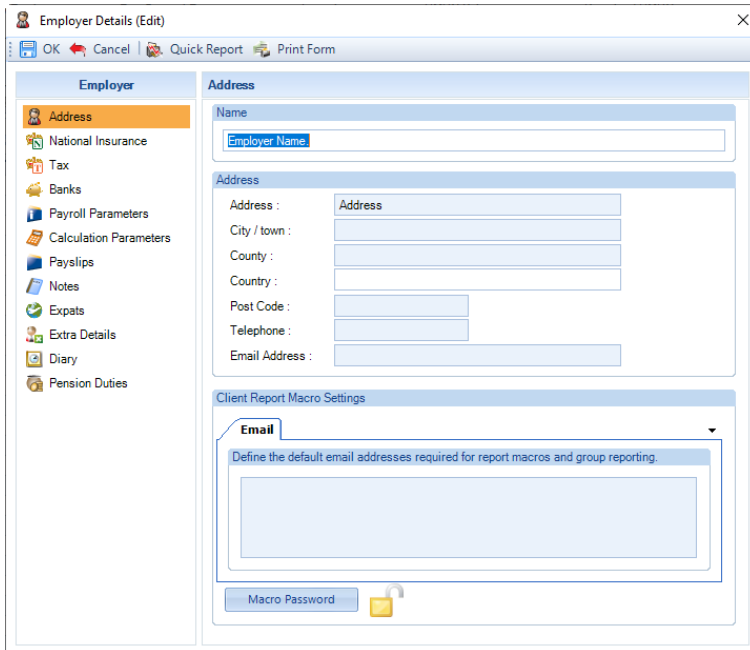 Employer Details (Edit)
OK Cancel Quick Report Print Form
Employer
Address
National Insurance
Tax
Banks
Payroll Parameters
Calculation Parameters
Payslips
Notes
Expats
Extra Details
Diary
Pension Duties
Address
Name
Employer Name.
Address
Address : Address
City / town :
County :
Country :
Post Code :
Telephone :
Email Address :
Client Report Macro Settings
Email
Define the default email addresses required for report macros and group reporting.
Macro Password